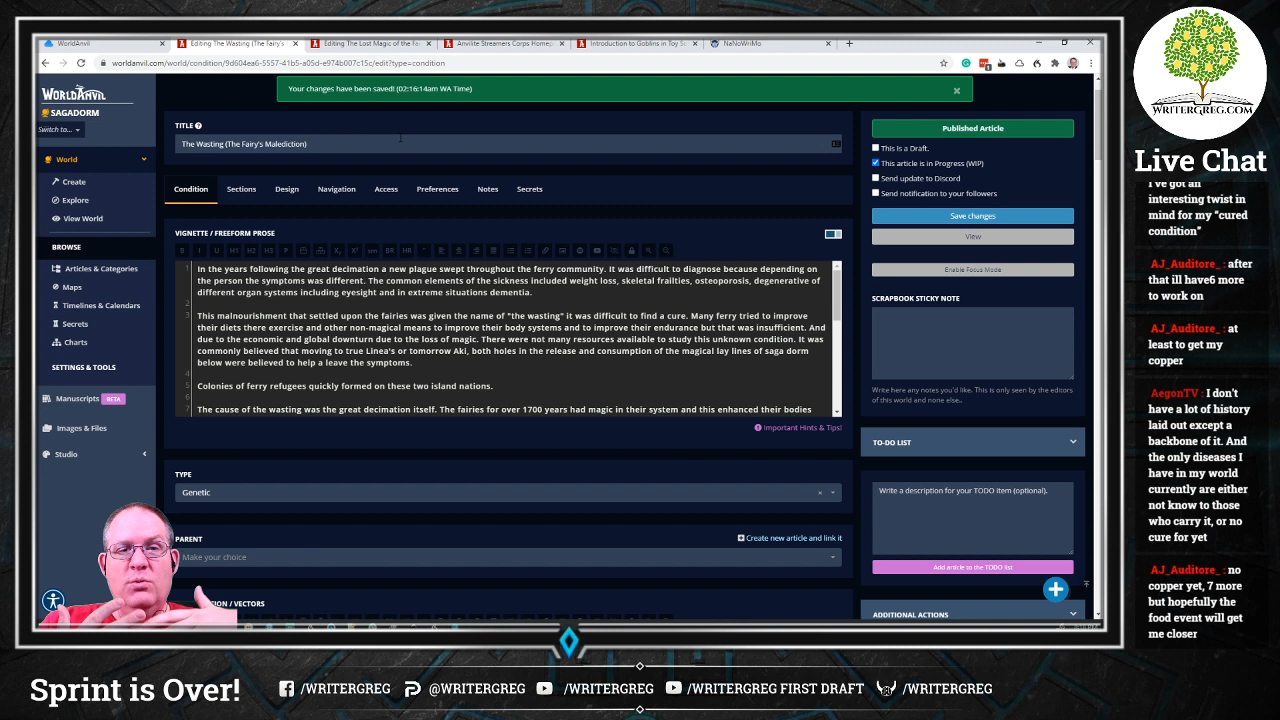 WorldAnvil
Editing The Wasting (The Fairy's
Editing The Lost Magic of the Fai
Anvilite Streamers Corps Homep
Introduction to Goblins in Toy Sa
NaNoWriMo
worldanvil.com/world/condition/9d604ea6-5557-41b5-a05d-e974b007c15c/edit?type=condition
WORLDANVIL
SAGADORM
Switch to...
World
Create
Explore
View World
BROWSE
Articles & Categories
Maps
Timelines & Calendars
Secrets
Charts
SETTINGS & TOOLS
Manuscripts BETA
Images & Files
Studio
Your changes have been saved! (02:16:14am WA Time)
TITLE
The Wasting (The Fairy's Malediction)
Condition Sections Design Navigation Access Preferences Notes Secrets
VIGNETTE / FREEFORM PROSE
B I U H1 H2 H3 P
1 In the years following the great decimation a new plague swept throughout the ferry community. It was difficult to diagnose because depending on
the person the symptoms was different. The common elements of the sickness included weight loss, skeletal frailties, osteoporosis, degenerative of
different organ systems including eyesight and in extreme situations dementia.
2
3 This malnourishment that settled upon the fairies was given the name of "the wasting" it was difficult to find a cure. Many ferry tried to improve
their diets there exercise and other non-magical means to improve their body systems and to improve their endurance but that was insufficient. And
due to the economic and global downturn due to the loss of magic. There were not many resources available to study this unknown condition. It was
commonly believed that moving to true Linea's or tomorrow Aki, both holes in the release and consumption of the magical lay lines of saga dorm
below were believed to help a leave the symptoms.
4
5 Colonies of ferry refugees quickly formed on these two island nations.
6
7 The cause of the wasting was the great decimation itself. The fairies for over 1700 years had magic in their system and this enhanced their bodies
Important Hints & Tips!
TYPE
Genetic
PARENT
Create new article and link it
Make your choice
ION / VECTORS
Published Article
This is a Draft.
This article is in Progress (WIP)
Send update to Discord
Send notification to your followers
Save changes
View
Enable Focus Mode
SCRAPBOOK STICKY NOTE
Write here any notes you'd like. This is only seen by the editors
of this world and none else..
TO-DO LIST
Write a description for your TODO item (optional).
Add article to the TODO list
ADDITIONAL ACTIONS
WRITERGREG.COM
Live Chat
I've got an
interesting twist in
mind for my "cured
condition"
AJ_Auditore_ : after
that ill have6 more
to work on
AJ_Auditore_ : at
least to get my
copper
AegonTV : I don't
have a lot of history
laid out except a
backbone of it. And
the only diseases I
have in my world
currently are either
not know to those
who carry it, or no
cure for yet
AJ_Auditore_ : no
copper yet, 7 more
but hopefully the
food event will get
me closer
Sprint is Over!
/WRITERGREG
@WRITERGREG
/WRITERGREG
/WRITERGREG FIRST DRAFT
/WRITERGREG